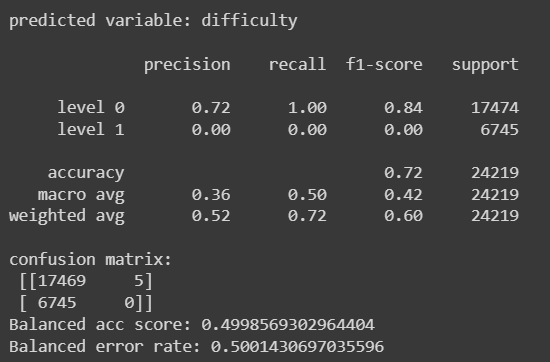 predicted variable: difficulty
precision recall f1-score support
level 0 0.72 1.00 0.84 17474
level 1 0.00 0.00 0.00 6745
accuracy 0.72 24219
macro avg 0.36 0.50 0.42 24219
weighted avg 0.52 0.72 0.60 24219
confusion matrix:
[[17469 5]
[ 6745 0]]
Balanced acc score: 0.4998569302964404
Balanced error rate: 0.5001430697035596